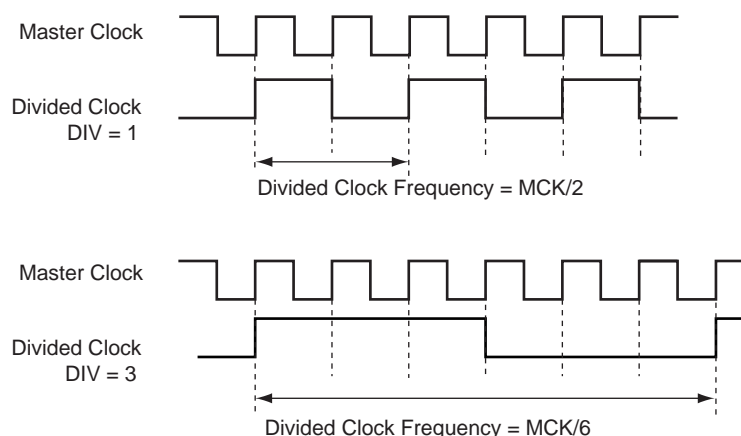 Master Clock
Divided Clock
DIV = 1
Divided Clock Frequency = MCK/2
Master Clock
Divided Clock
DIV = 3
Divided Clock Frequency = MCK/6